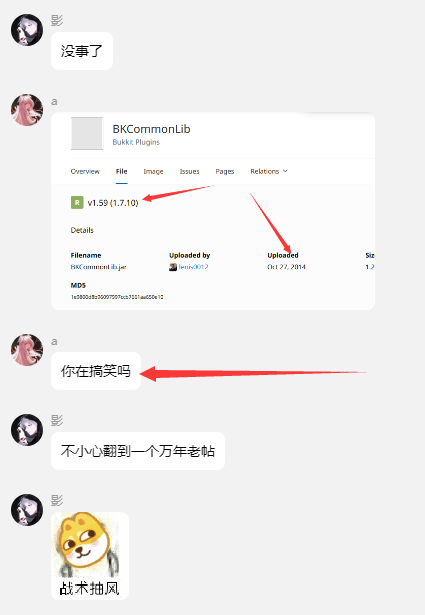 影
没事了
a
BKCommonLib
Bukkit Plugins
Overview File Image Issues Pages Relations
R v1.59 (1.7.10)
Details
Filename Uploaded by Uploaded Siz
BKCommonLib.jar lenis0012 Oct 27, 2014 1.2
MD5
a
你在搞笑吗
影
不小心翻到一个万年老帖
影
战术抽风